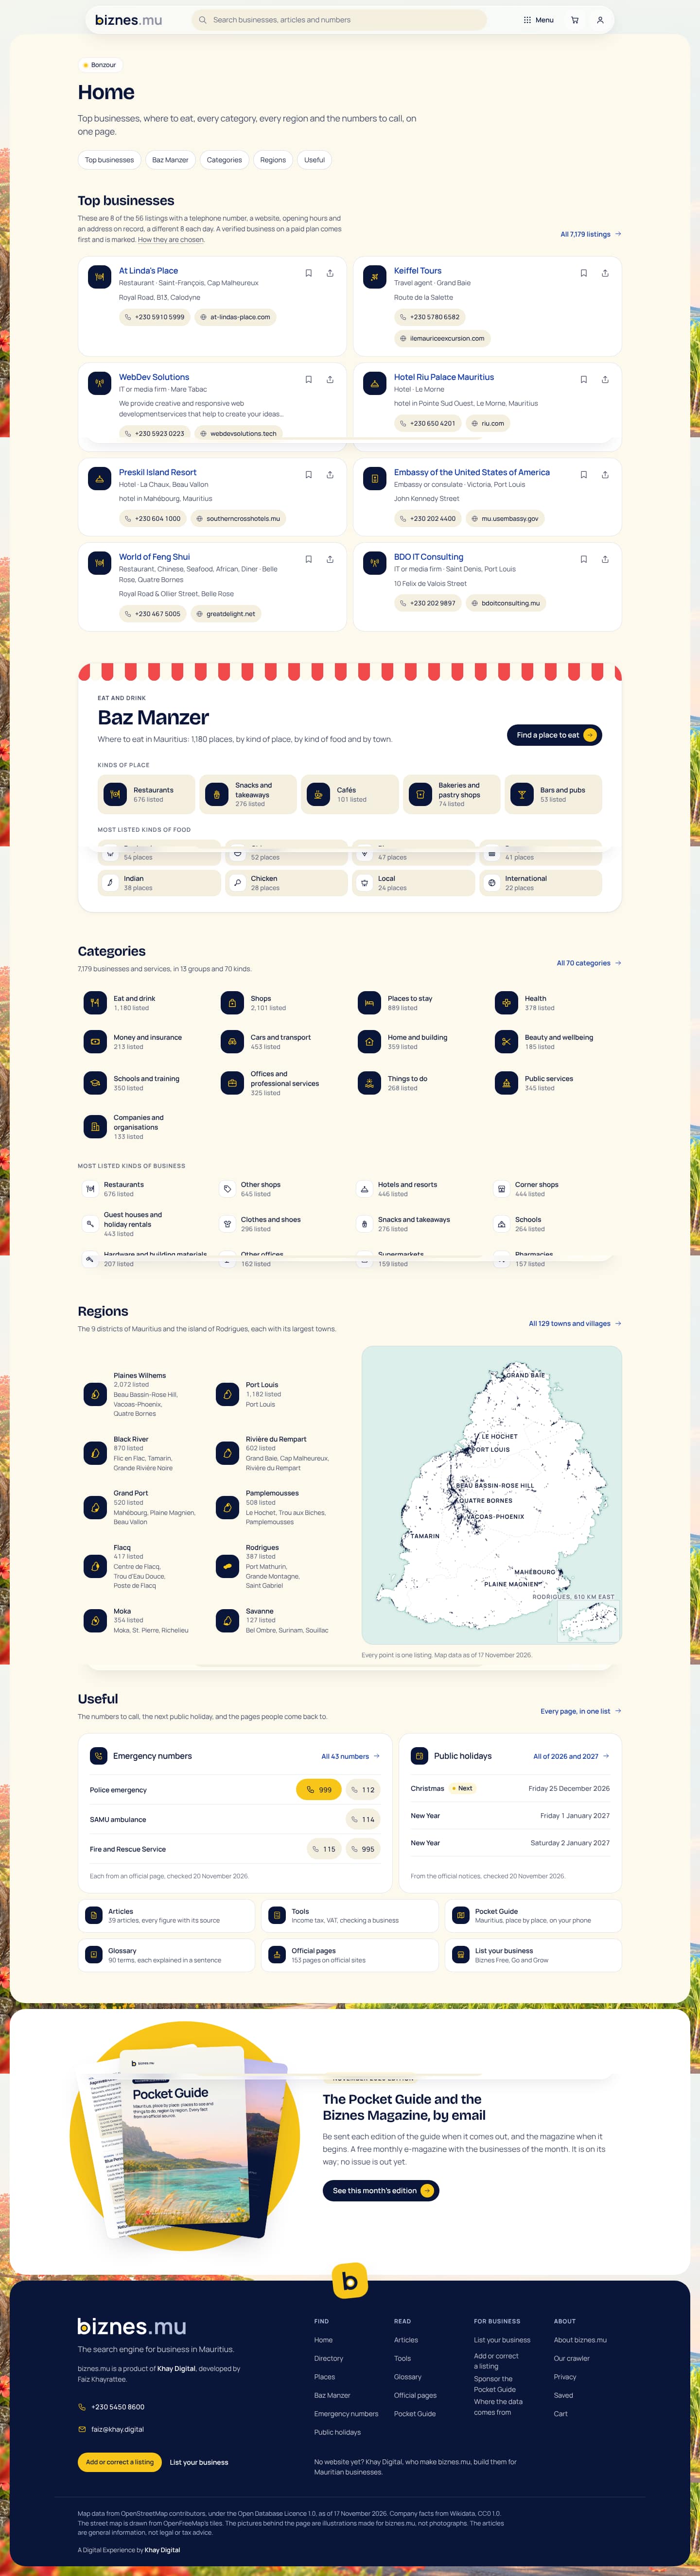 biznes.mu
Search businesses, articles and numbers
Menu
Bonzour
Home
Top businesses, where to eat, every category, every region and the numbers to call, on
one page.
Top businesses
Baz Manzer
Categories
Regions
Useful
Top businesses
These are 8 of the 56 listings with a telephone number, a website, opening hours and
an address on record, a different 8 each day. A verified business on a paid plan comes
first and is marked. How they are chosen.
All 7,179 listings
At Linda's Place
Restaurant · Saint-François, Cap Malheureux
Royal Road, B13, Calodyne
+230 5910 5999
at-lindas-place.com
Keiffel Tours
Travel agent · Grand Baie
Route de la Salette
+230 5780 6582
ilemauriceexcursion.com
WebDev Solutions
IT or media firm · Mare Tabac
We provide creative and responsive web
developmentservices that help to create your ideas...
+230 5923 0223
webdevsolutions.tech
Hotel Riu Palace Mauritius
Hotel · Le Morne
hotel in Pointe Sud Ouest, Le Morne, Mauritius
+230 650 4201
riu.com
Preskil Island Resort
Hotel · La Chaux, Beau Vallon
hotel in Mahébourg, Mauritius
+230 604 1000
southerncrosshotels.mu
Embassy of the United States of America
Embassy or consulate · Victoria, Port Louis
John Kennedy Street
+230 202 4400
mu.usembassy.gov
World of Feng Shui
Restaurant, Chinese, Seafood, African, Diner · Belle
Rose, Quatre Bornes
Royal Road & Ollier Street, Belle Rose
+230 467 5005
greatdelight.net
BDO IT Consulting
IT or media firm · Saint Denis, Port Louis
10 Felix de Valois Street
+230 202 9897
bdoitconsulting.mu
EAT AND DRINK
Baz Manzer
Where to eat in Mauritius: 1,180 places, by kind of place, by kind of food and by town.
Find a place to eat
KINDS OF PLACE
Restaurants
676 listed
Snacks and
takeaways
276 listed
Cafés
101 listed
Bakeries and
pastry shops
74 listed
Bars and pubs
53 listed
MOST LISTED KINDS OF FOOD
54 places
52 places
47 places
41 places
Indian
38 places
Chicken
28 places
Local
24 places
International
22 places
Categories
7,179 businesses and services, in 13 groups and 70 kinds.
All 70 categories
Eat and drink
1,180 listed
Shops
2,101 listed
Places to stay
889 listed
Health
378 listed
Money and insurance
213 listed
Cars and transport
453 listed
Home and building
359 listed
Beauty and wellbeing
185 listed
Schools and training
350 listed
Offices and
professional services
325 listed
Things to do
268 listed
Public services
345 listed
Companies and
organisations
133 listed
MOST LISTED KINDS OF BUSINESS
Restaurants
676 listed
Other shops
645 listed
Hotels and resorts
446 listed
Corner shops
444 listed
Guest houses and
holiday rentals
443 listed
Clothes and shoes
296 listed
Snacks and takeaways
276 listed
Schools
264 listed
Hardware and building materials
207 listed
Other offices
162 listed
Supermarkets
159 listed
Pharmacies
157 listed
Regions
The 9 districts of Mauritius and the island of Rodrigues, each with its largest towns.
All 129 towns and villages
Plaines Wilhems
2,072 listed
Beau Bassin-Rose Hill,
Vacoas-Phoenix,
Quatre Bornes
Port Louis
1,182 listed
Port Louis
Black River
870 listed
Flic en Flac, Tamarin,
Grande Rivière Noire
Rivière du Rempart
602 listed
Grand Baie, Cap Malheureux,
Rivière du Rempart
Grand Port
520 listed
Mahébourg, Plaine Magnien,
Beau Vallon
Pamplemousses
508 listed
Le Hochet, Trou aux Biches,
Pamplemousses
Flacq
417 listed
Centre de Flacq,
Trou d'Eau Douce,
Poste de Flacq
Rodrigues
387 listed
Port Mathurin,
Grande Montagne,
Saint Gabriel
Moka
354 listed
Moka, St. Pierre, Richelieu
Savanne
127 listed
Bel Ombre, Surinam, Souillac
GRAND BAIE
LE HOCHET
PORT LOUIS
BEAU BASSIN-ROSE HILL
QUATRE BORNES
VACOAS-PHOENIX
TAMARIN
MAHÉBOURG
PLAINE MAGNIEN
RODRIGUES, 610 KM EAST
Every point is one listing. Map data as of 17 November 2026.
Useful
The numbers to call, the next public holiday, and the pages people come back to.
Every page, in one list
Emergency numbers
All 43 numbers
Police emergency
999
112
SAMU ambulance
114
Fire and Rescue Service
115
995
Each from an official page, checked 20 November 2026.
Public holidays
All of 2026 and 2027
Christmas
Next
Friday 25 December 2026
New Year
Friday 1 January 2027
New Year
Saturday 2 January 2027
From the official notices, checked 20 November 2026.
Articles
39 articles, every figure with its source
Tools
Income tax, VAT, checking a business
Pocket Guide
Mauritius, place by place, on your phone
Glossary
90 terms, each explained in a sentence
Official pages
153 pages on official sites
List your business
Biznes Free, Go and Grow
Pocket Guide
Mauritius, place by place: places to see and
things to do, region by region. Every fact
from an official source.
The Pocket Guide and the
Biznes Magazine, by email
Be sent each edition of the guide when it comes out, and the magazine when it
begins. A free monthly e-magazine with the businesses of the month. It is on its
way; no issue is out yet.
See this month's edition
b
biznes.mu
The search engine for business in Mauritius.
biznes.mu is a product of Khay Digital, developed by
Faiz Khayrattee.
+230 5450 8600
faiz@khay.digital
Add or correct a listing
List your business
FIND
Home
Directory
Places
Baz Manzer
Emergency numbers
Public holidays
READ
Articles
Tools
Glossary
Official pages
Pocket Guide
FOR BUSINESS
List your business
Add or correct
a listing
Sponsor the
Pocket Guide
Where the data
comes from
ABOUT
About biznes.mu
Our crawler
Privacy
Saved
Cart
No website yet? Khay Digital, who make biznes.mu, build them for
Mauritian businesses.
Map data from OpenStreetMap contributors, under the Open Database Licence 1.0, as of 17 November 2026. Company facts from Wikidata, CC0 1.0.
The street map is drawn from OpenFreeMap's tiles. The pictures behind the page are illustrations made for biznes.mu, not photographs. The articles
are general information, not legal or tax advice.
A Digital Experience by Khay Digital